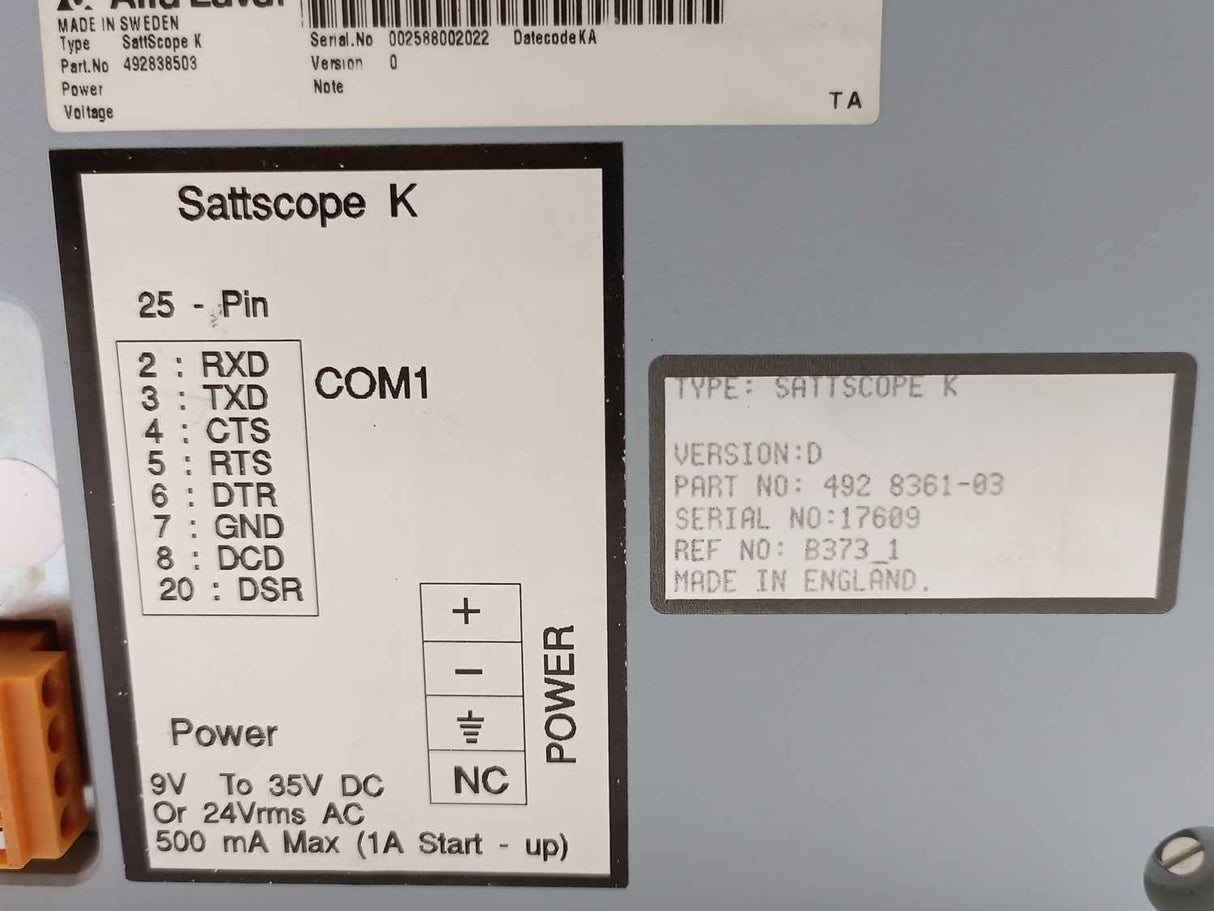 Alfa Laval
MADE IN SWEDEN
Type SattScope K
Part.No 492838503
Power
Voltage
Serial.No 002588002022 Datecode KA
Version 0
Note
TA
Sattscope K
25 - Pin
2 : RXD
3 : TXD
4 : CTS
5 : RTS
6 : DTR
7 : GND
8 : DCD
20 : DSR
COM1
+
-
NC
POWER
Power
9V To 35V DC
Or 24Vrms AC
500 mA Max (1A Start - up)
TYPE: SATTSCOPE K
VERSION:D
PART NO: 492 8361-03
SERIAL NO:17609
REF NO: B373_1
MADE IN ENGLAND.